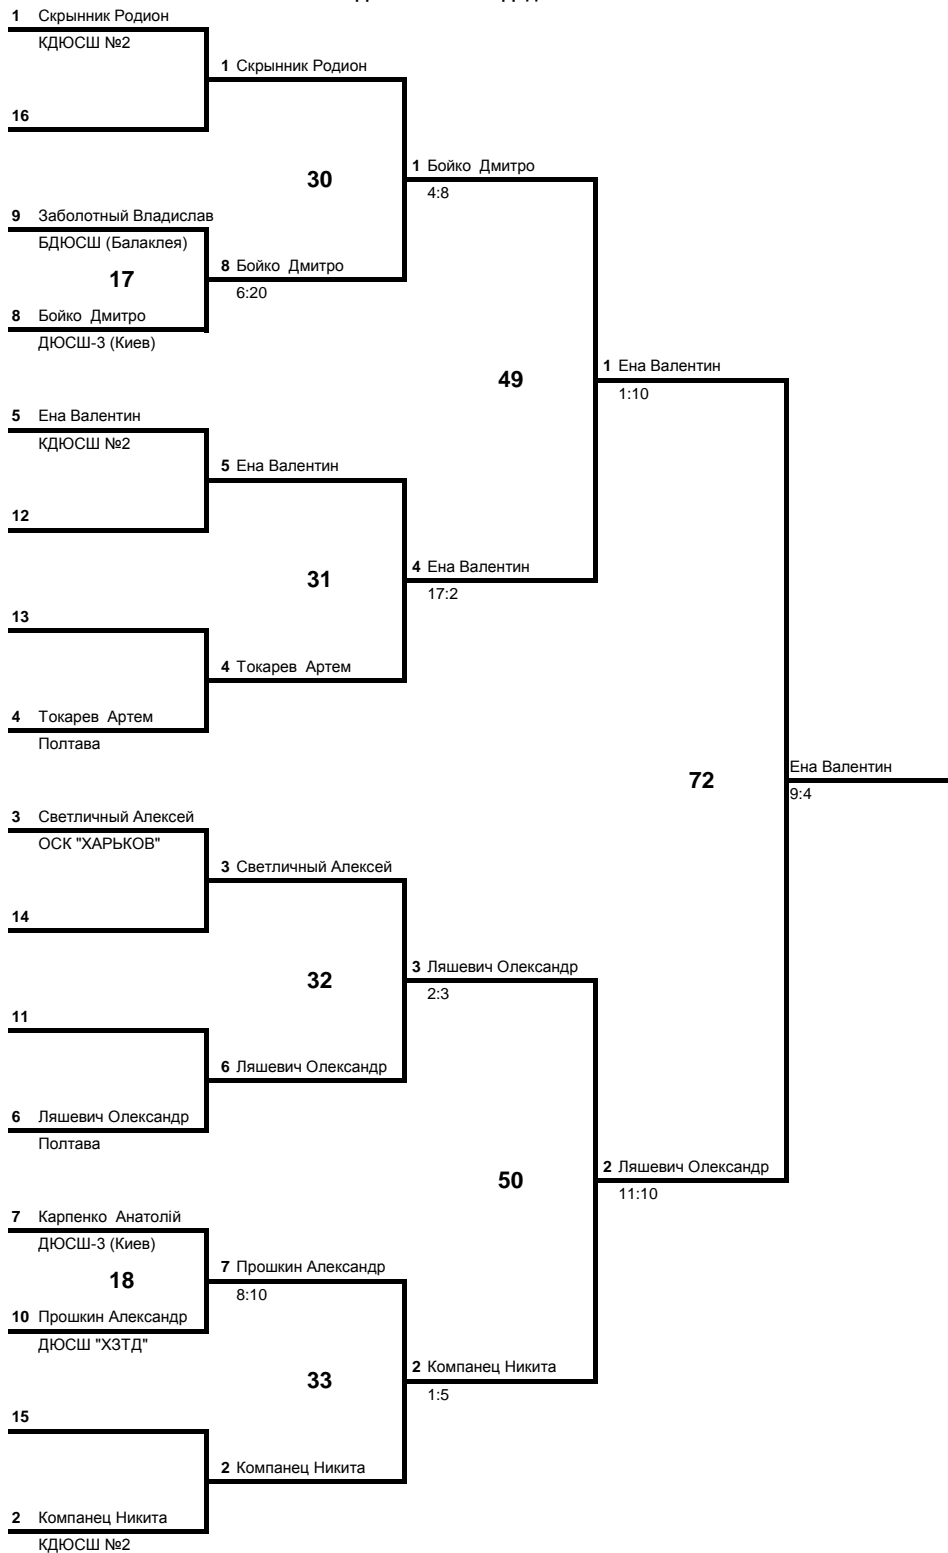 1 Скрынник Родион
КДЮСШ №2
1 Скрынник Родион
16
30
1 Бойко Дмитро
4:8
9 Заболотный Владислав
БДЮСШ (Балаклея)
17
8 Бойко Дмитро
6:20
8 Бойко Дмитро
ДЮСШ-3 (Киев)
49
1 Ена Валентин
1:10
5 Ена Валентин
КДЮСШ №2
5 Ена Валентин
12
31
4 Ена Валентин
17:2
13
4 Токарев Артем
4 Токарев Артем
Полтава
72
Ена Валентин
9:4
3 Светличный Алексей
ОСК "ХАРЬКОВ"
3 Светличный Алексей
14
32
3 Ляшевич Олександр
2:3
11
6 Ляшевич Олександр
6 Ляшевич Олександр
Полтава
50
2 Ляшевич Олександр
11:10
7 Карпенко Анатолій
ДЮСШ-3 (Киев)
18
7 Прошкин Александр
8:10
10 Прошкин Александр
ДЮСШ "ХЗТД"
33
2 Компанец Никита
1:5
15
2 Компанец Никита
2 Компанец Никита
КДЮСШ №2